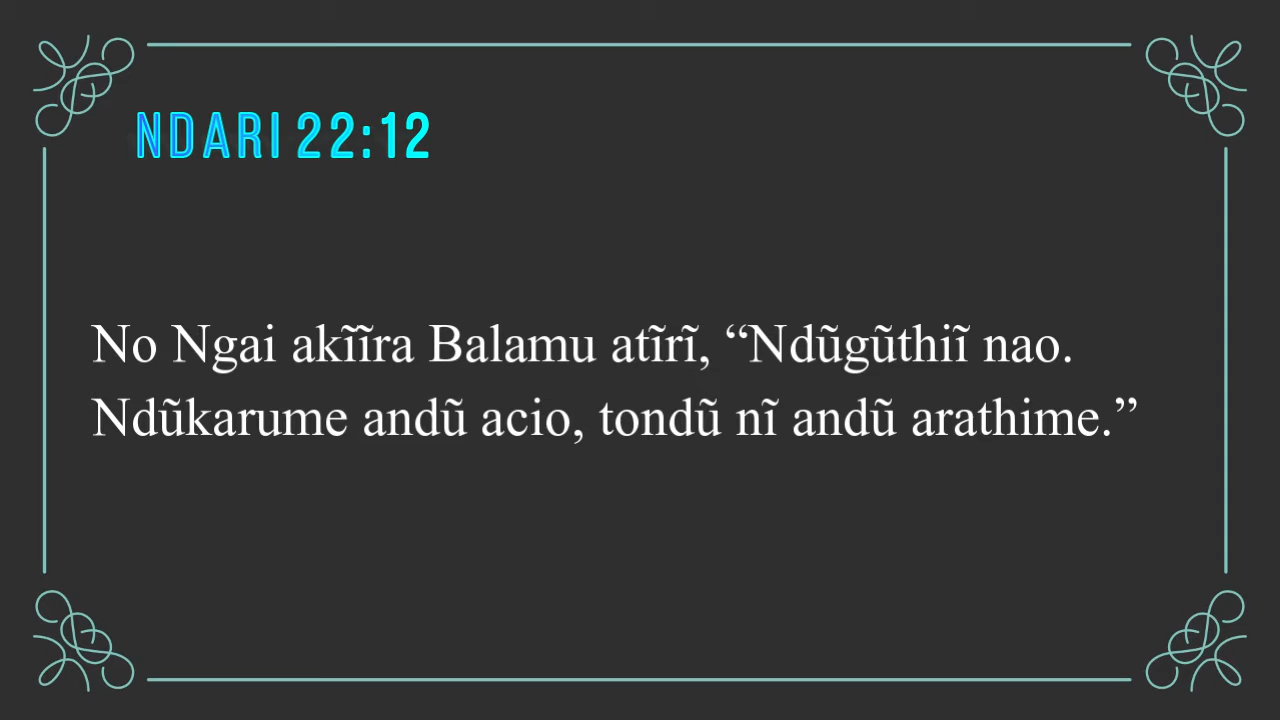 NDARI 22:12
No Ngai akĩĩra Balamu atĩrĩ, “Ndũgũthiĩ nao.
Ndũkarume andũ acio, tondũ nĩ andũ arathime.”